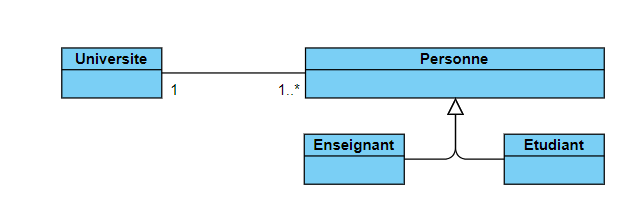 Universite
Personne
1
1..*
Enseignant
Etudiant